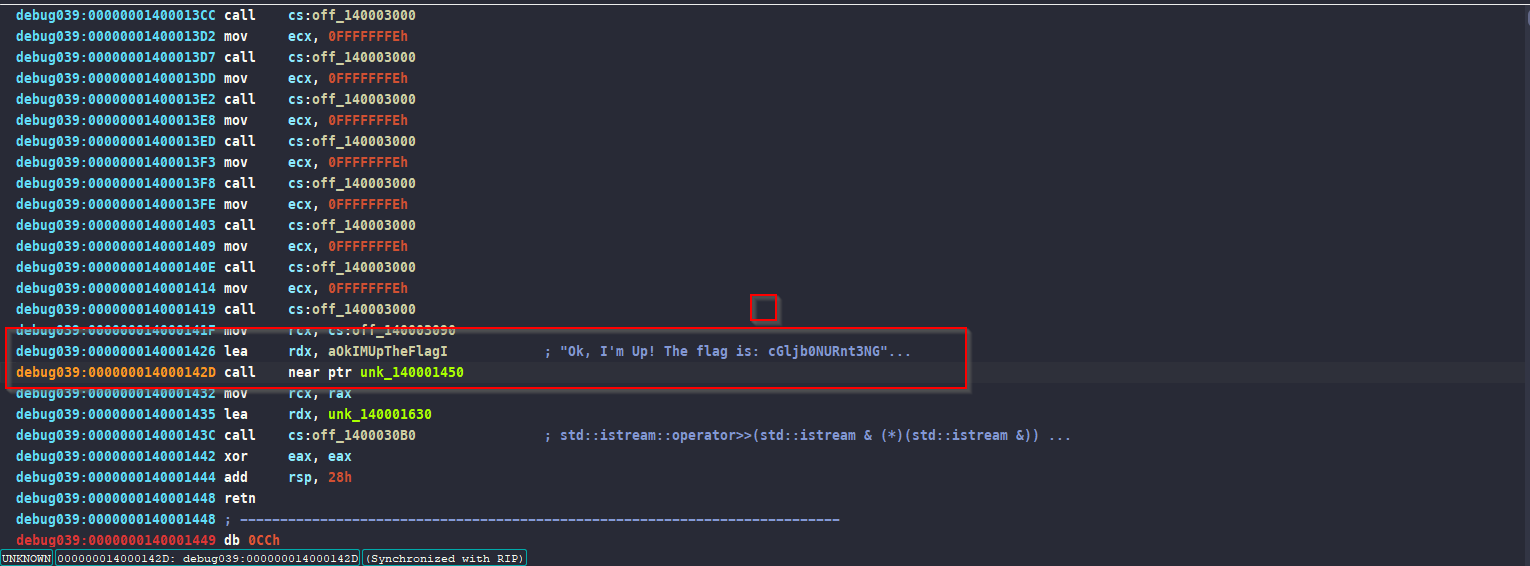 debug039:00000001400013CC call cs:off_140003000
debug039:00000001400013D2 mov ecx, 0FFFFFFFEh
debug039:00000001400013D7 call cs:off_140003000
debug039:00000001400013DD mov ecx, 0FFFFFFFEh
debug039:00000001400013E2 call cs:off_140003000
debug039:00000001400013E8 mov ecx, 0FFFFFFFEh
debug039:00000001400013ED call cs:off_140003000
debug039:00000001400013F3 mov ecx, 0FFFFFFFEh
debug039:00000001400013F8 call cs:off_140003000
debug039:00000001400013FE mov ecx, 0FFFFFFFEh
debug039:0000000140001403 call cs:off_140003000
debug039:0000000140001409 mov ecx, 0FFFFFFFEh
debug039:000000014000140E call cs:off_140003000
debug039:0000000140001414 mov ecx, 0FFFFFFFEh
debug039:0000000140001419 call cs:off_140003000
debug039:000000014000141F mov rcx, cs:off_140003090
debug039:0000000140001426 lea rdx, aOkIMUpTheFlagI ; "Ok, I'm Up! The flag is: cGljb0NURnt3NG"...
debug039:000000014000142D call near ptr unk_140001450
debug039:0000000140001432 mov rcx, rax
debug039:0000000140001435 lea rdx, unk_140001630
debug039:000000014000143C call cs:off_1400030B0 ; std::istream::operator>>(std::istream & (*)(std::istream &)) ...
debug039:0000000140001442 xor eax, eax
debug039:0000000140001444 add rsp, 28h
debug039:0000000140001448 retn
debug039:0000000140001448 ; ---------------------------------------------------------------------------
debug039:0000000140001449 db 0CCh
UNKNOWN 000000014000142D: debug039:000000014000142D (Synchronized with RIP)